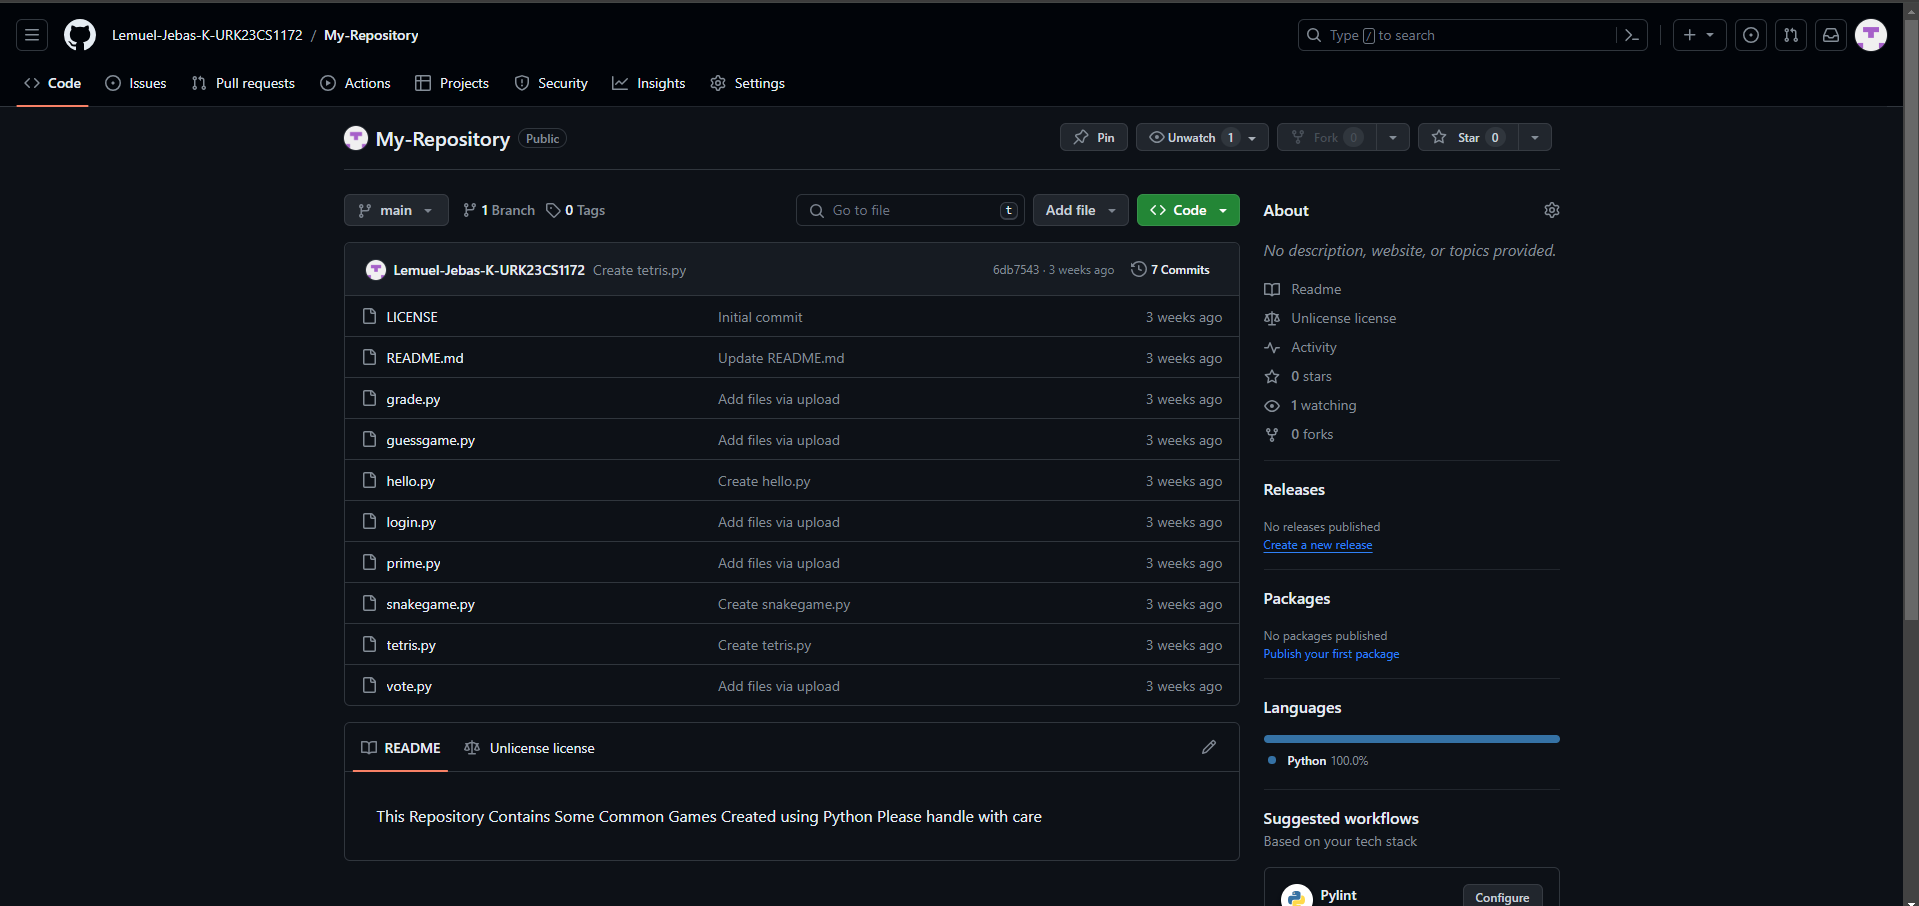 Lemuel-Jebas-K-URK23CS1172 / My-Repository
Type / to search
Code Issues Pull requests Actions Projects Security Insights Settings
My-Repository Public
Pin Unwatch 1 Fork 0 Star 0
main 1 Branch 0 Tags Go to file t Add file Code
Lemuel-Jebas-K-URK23CS1172 Create tetris.py 6db7543 · 3 weeks ago 7 Commits
LICENSE Initial commit 3 weeks ago
README.md Update README.md 3 weeks ago
grade.py Add files via upload 3 weeks ago
guessgame.py Add files via upload 3 weeks ago
hello.py Create hello.py 3 weeks ago
login.py Add files via upload 3 weeks ago
prime.py Add files via upload 3 weeks ago
snakegame.py Create snakegame.py 3 weeks ago
tetris.py Create tetris.py 3 weeks ago
vote.py Add files via upload 3 weeks ago
README Unlicense license
This Repository Contains Some Common Games Created using Python Please handle with care
About
No description, website, or topics provided.
Readme
Unlicense license
Activity
0 stars
1 watching
0 forks
Releases
No releases published
Create a new release
Packages
No packages published
Publish your first package
Languages
Python 100.0%
Suggested workflows
Based on your tech stack
Pylint Configure